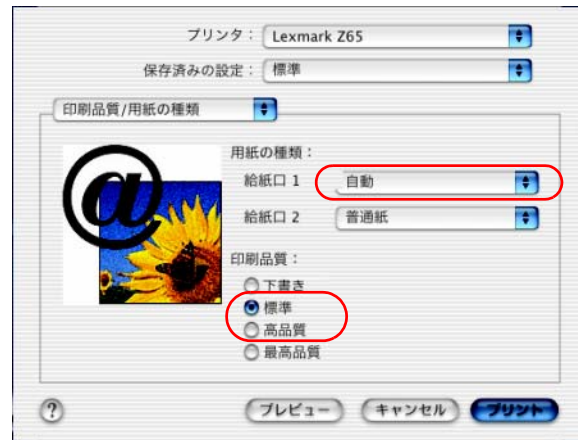 プリンタ： Lexmark Z65
保存済みの設定： 標準
印刷品質/用紙の種類
用紙の種類：
給紙口 1 自動
給紙口 2 普通紙
印刷品質：
下書き
標準
高品質
最高品質
@
? プレビュー キャンセル プリント